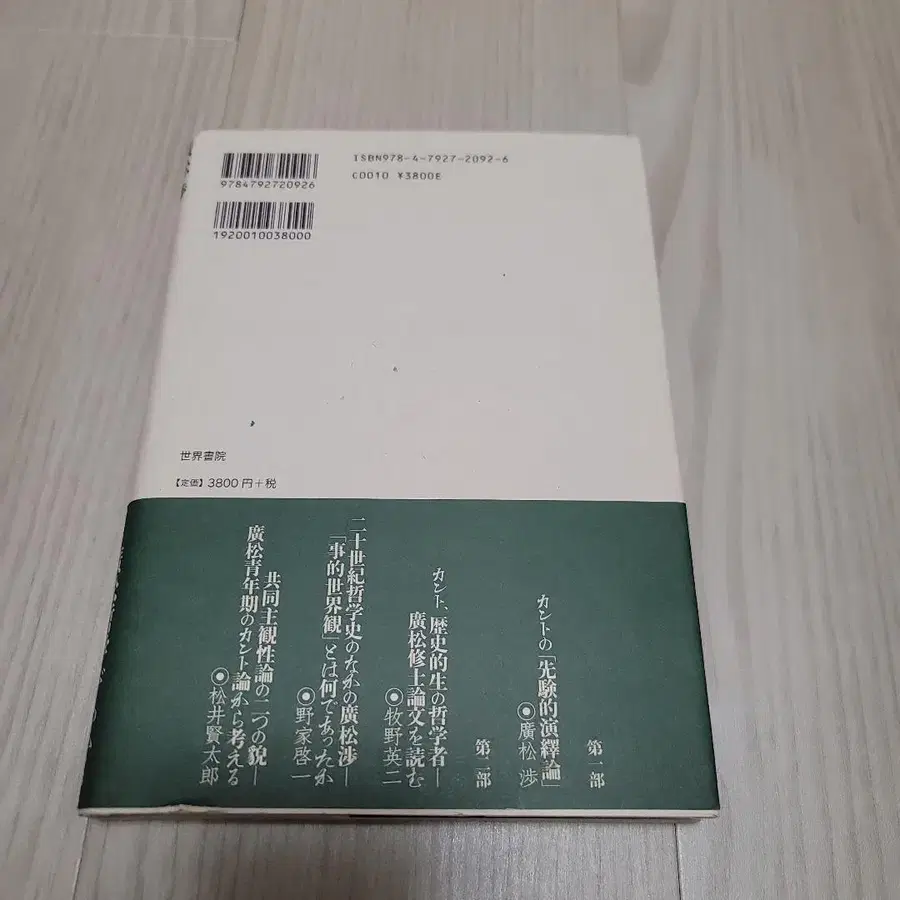 ISBN978-4-7927-2092-6
C0010 ¥3800E
9784792720926
1920010038000
世界書院
【定価】3800円+税
第一部
カントの「先験的演繹論」
◉廣松 渉
第二部
カント、歴史的生の哲学者―
廣松修士論文を読む
◉牧野英二
二十世紀哲学史のなかの廣松渉―
「事的世界観」とは何であったか
◉野家啓一
共同主観性論の二つの貌―
廣松青年期のカント論から考える
◉松井賢太郎